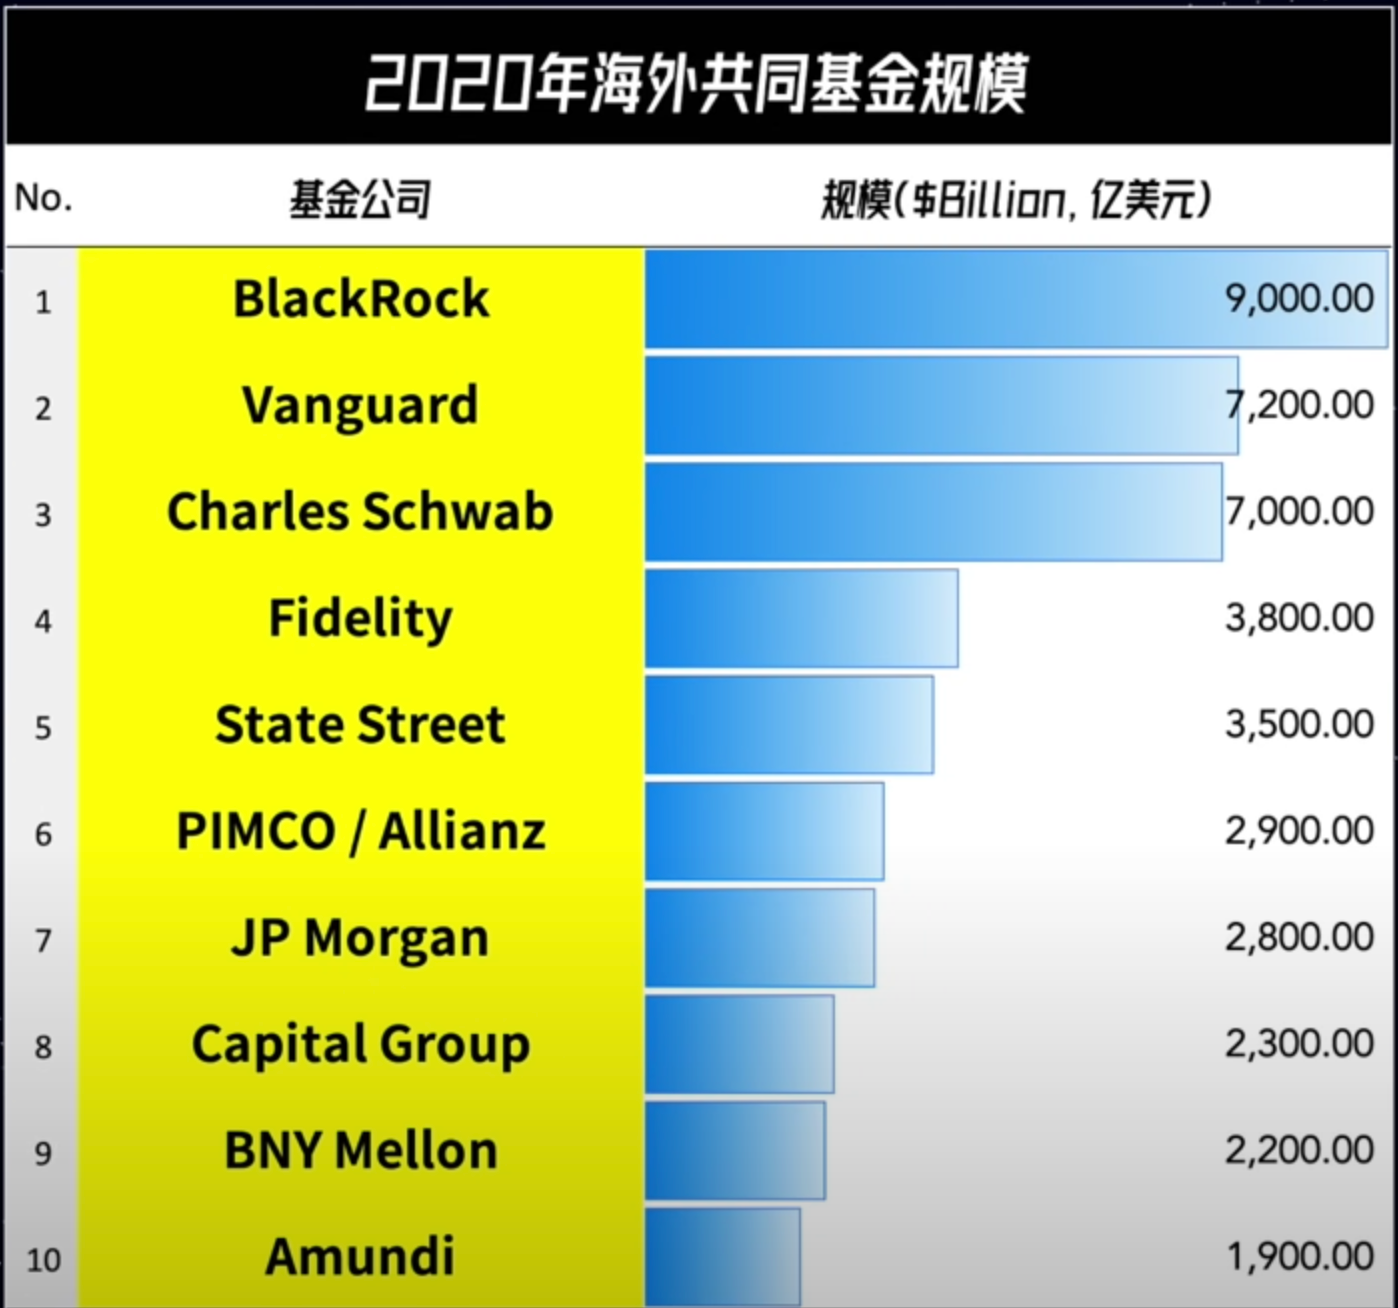 2020年海外共同基金规模
No. 基金公司 规模($Billion, 亿美元)
1 BlackRock 9,000.00
2 Vanguard 7,200.00
3 Charles Schwab 7,000.00
4 Fidelity 3,800.00
5 State Street 3,500.00
6 PIMCO / Allianz 2,900.00
7 JP Morgan 2,800.00
8 Capital Group 2,300.00
9 BNY Mellon 2,200.00
10 Amundi 1,900.00